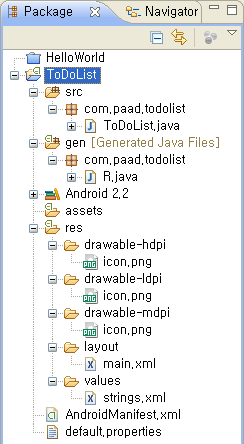 Package
Navigator
HelloWorld
ToDoList
src
com.paad.todolist
ToDoList.java
gen [Generated Java Files]
com.paad.todolist
R.java
Android 2.2
assets
res
drawable-hdpi
icon.png
drawable-ldpi
icon.png
drawable-mdpi
icon.png
layout
main.xml
values
strings.xml
AndroidManifest.xml
default.properties